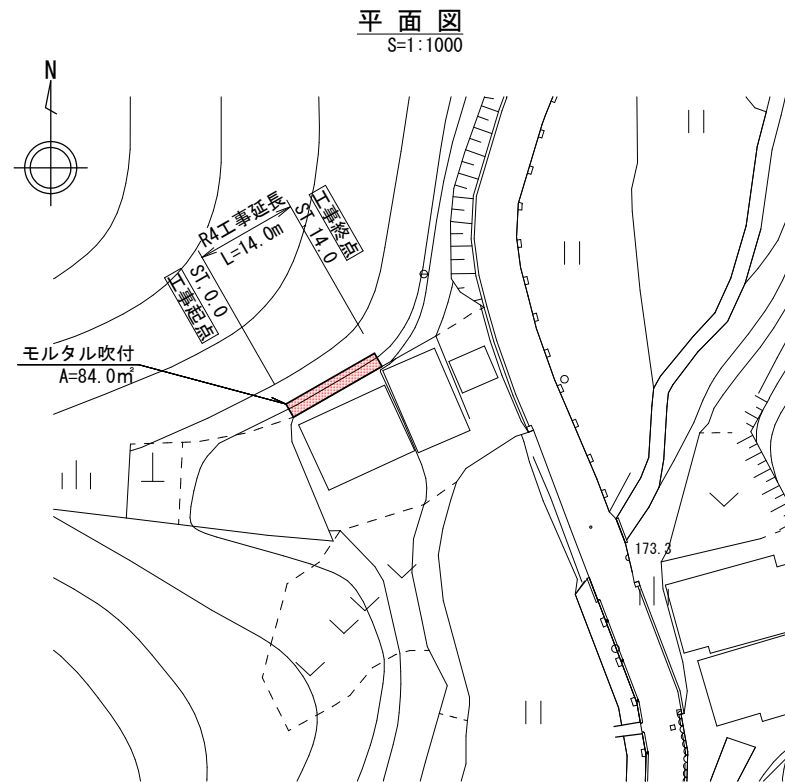 平面図
S=1:1000
N
R4工事延長
L=14.0m
工事終点
ST. 14.0
ST. 0.0
工事起点
モルタル吹付
A=84.0㎡
173.3